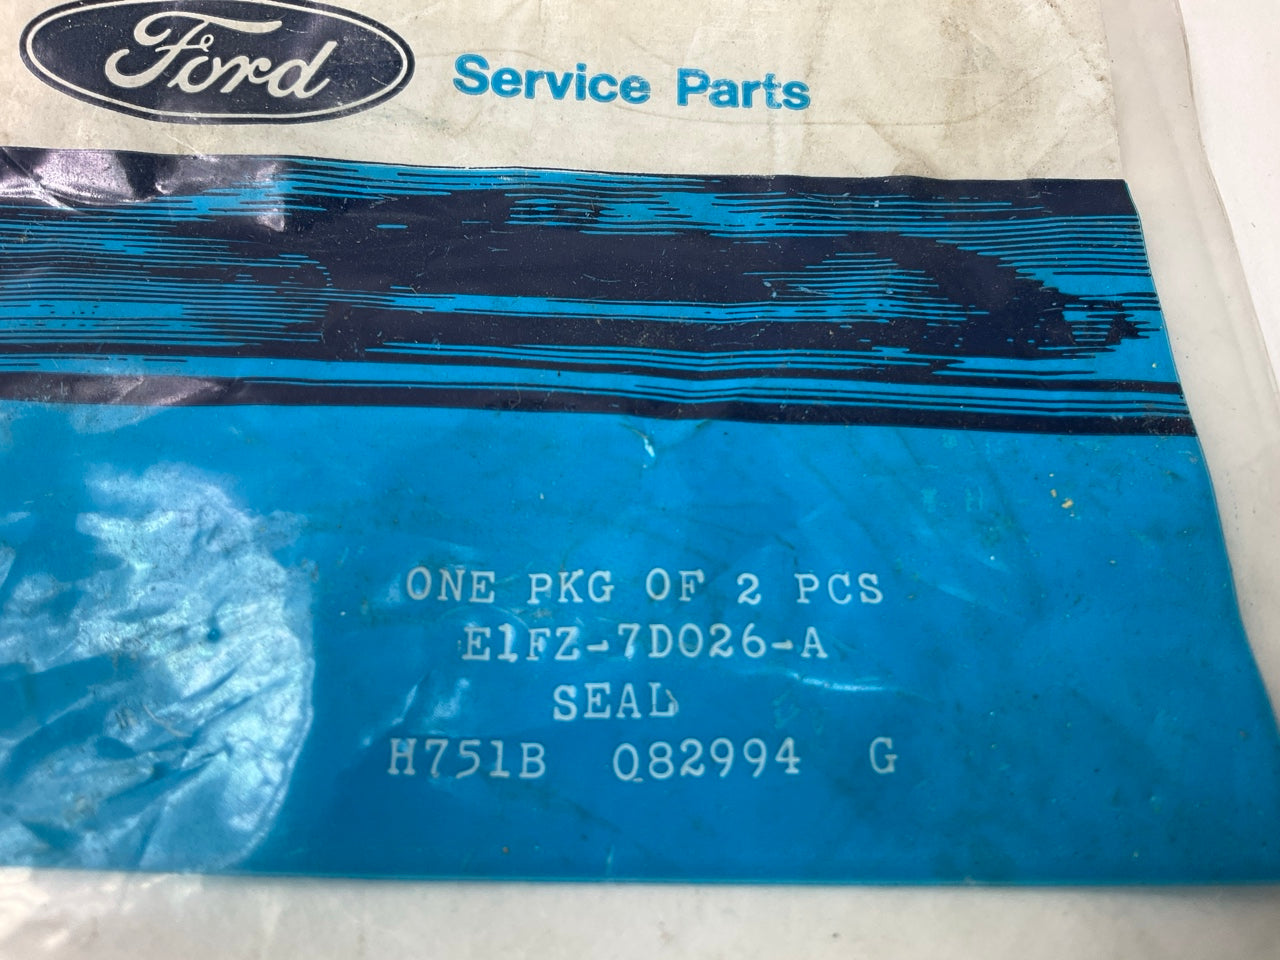 Ford
Service Parts
ONE PKG OF 2 PCS
E1FZ-7D026-A
SEAL
H751B 082994 G